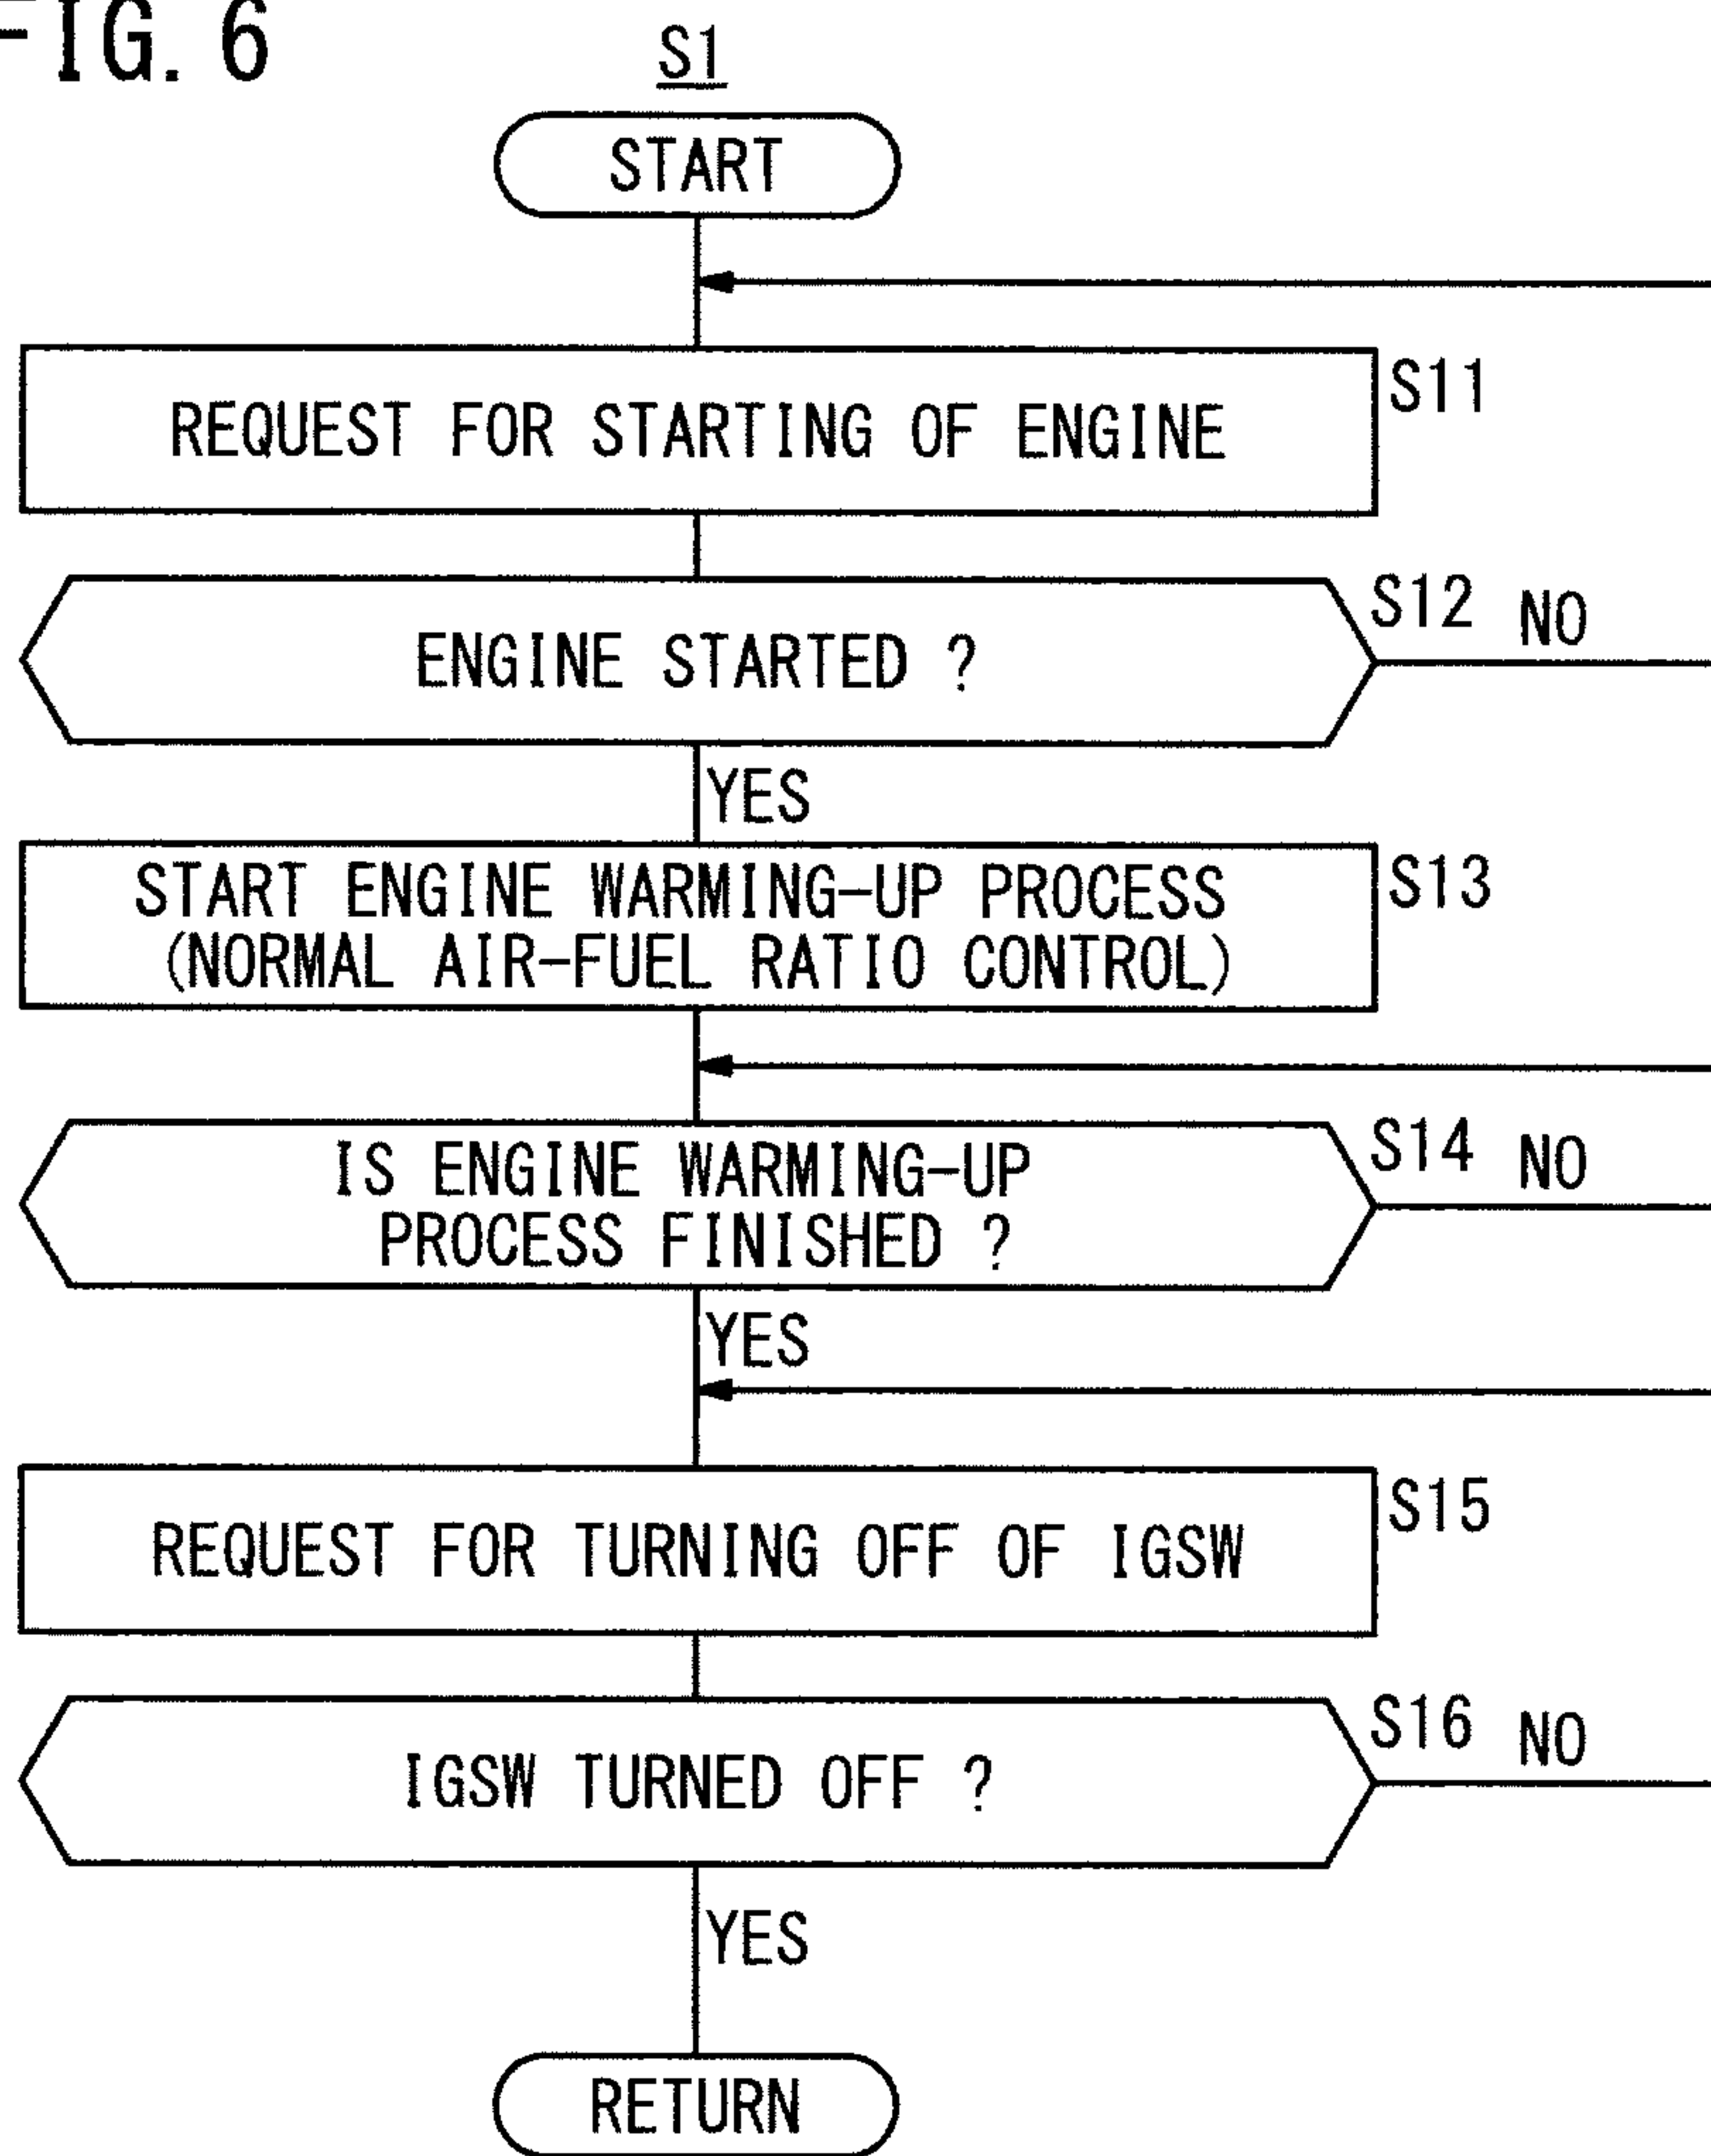 FIG. 6
S1
START
REQUEST FOR STARTING OF ENGINE
S11
ENGINE STARTED ?
S12 NO
YES
START ENGINE WARMING-UP PROCESS
(NORMAL AIR-FUEL RATIO CONTROL)
S13
IS ENGINE WARMING-UP
PROCESS FINISHED ?
S14 NO
YES
REQUEST FOR TURNING OFF OF IGSW
S15
IGSW TURNED OFF ?
S16 NO
YES
RETURN